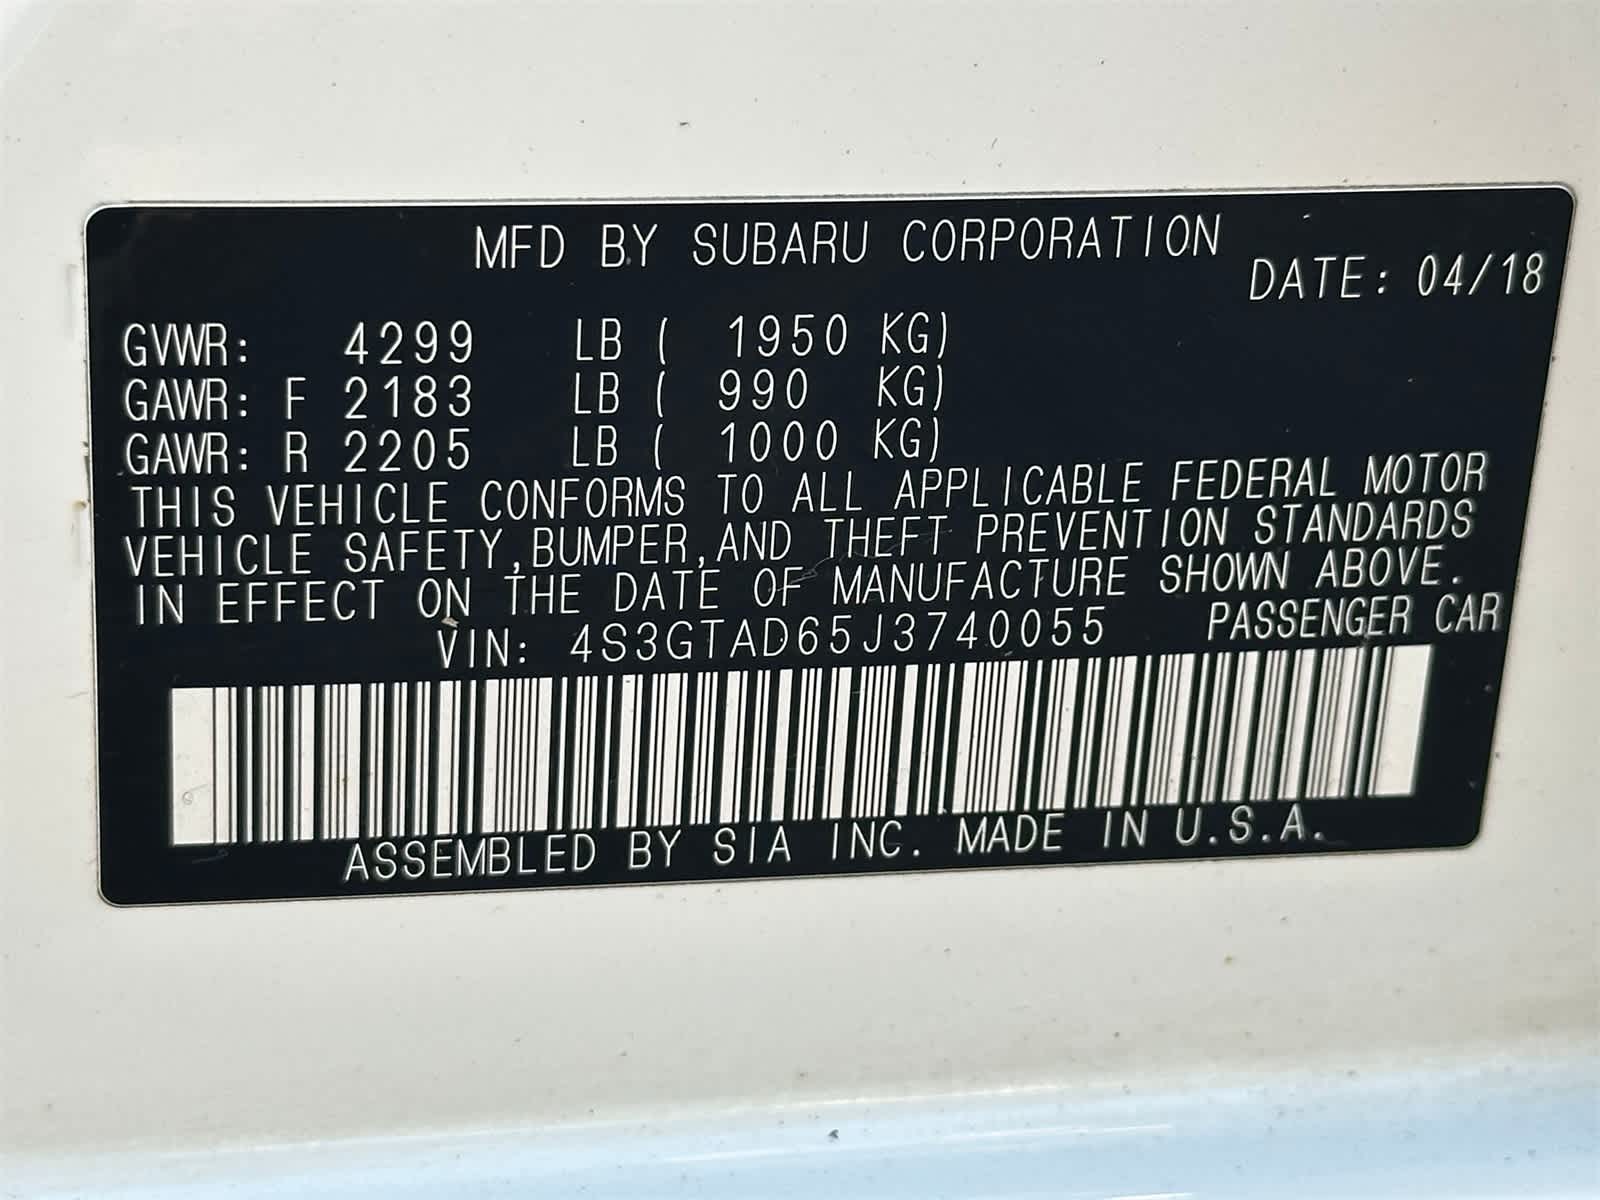 MFD BY SUBARU CORPORATION
DATE: 04/18
GVWR: 4299 LB ( 1950 KG)
GAWR: F 2183 LB ( 990 KG)
GAWR: R 2205 LB ( 1000 KG)
THIS VEHICLE CONFORMS TO ALL APPLICABLE FEDERAL MOTOR
VEHICLE SAFETY,BUMPER,AND THEFT PREVENTION STANDARDS
IN EFFECT ON THE DATE OF MANUFACTURE SHOWN ABOVE.
VIN: 4S3GTAD65J3740055 PASSENGER CAR
ASSEMBLED BY SIA INC. MADE IN U.S.A.